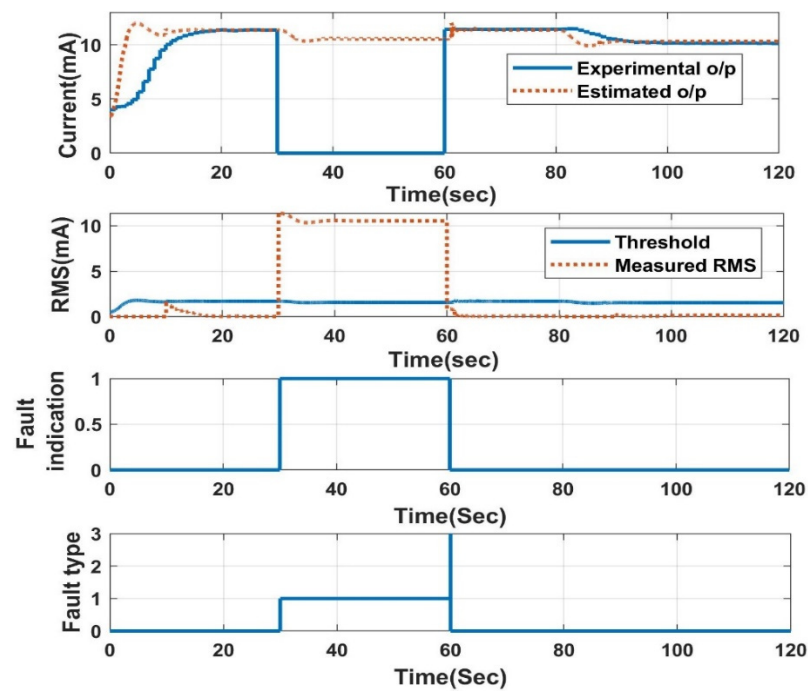 10
5
0
Current(mA)
Experimental o/p
Estimated o/p
0 20 40 60 80 100 120
Time(sec)
10
5
0
RMS(mA)
Threshold
Measured RMS
0 20 40 60 80 100 120
Time(sec)
1
0.5
0
Fault
indication
0 20 40 60 80 100 120
Time(Sec)
3
2
1
0
Fault type
0 20 40 60 80 100 120
Time(Sec)